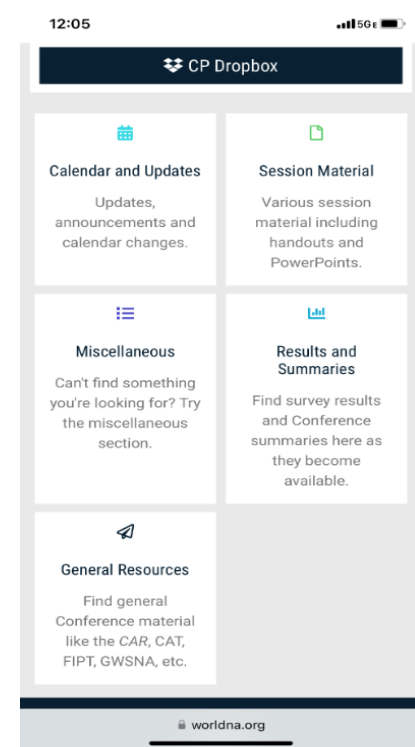 12:05
5GE
CP Dropbox
Calendar and Updates
Updates,
announcements and
calendar changes.
Session Material
Various session
material including
handouts and
PowerPoints.
Miscellaneous
Can't find something
you're looking for? Try
the miscellaneous
section.
Results and
Summaries
Find survey results
and Conference
summaries here as
they become
available.
General Resources
Find general
Conference material
like the CAR, CAT,
FIPT, GWSNA, etc.
worldna.org